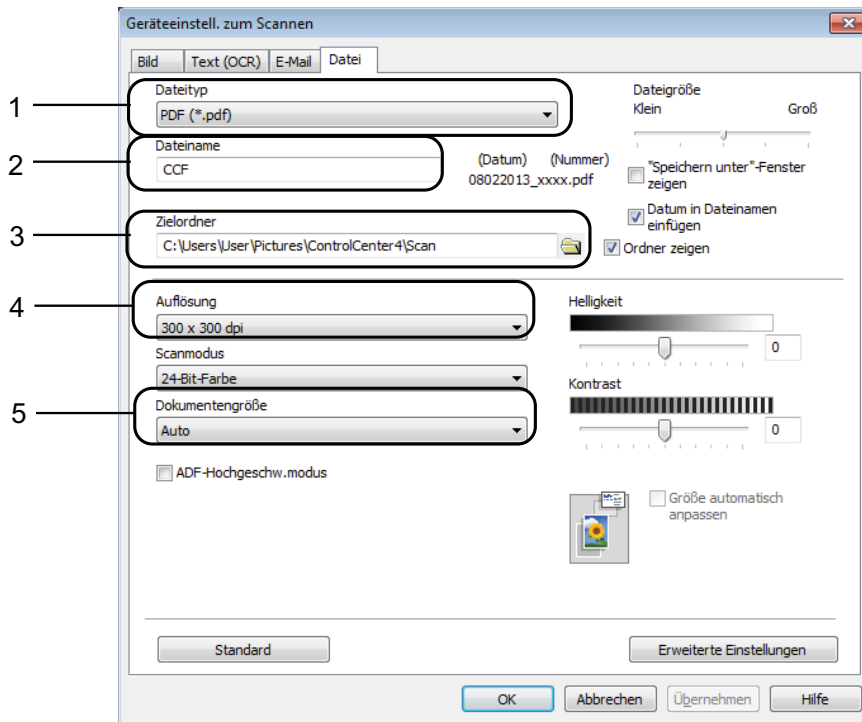 Geräteeinstell. zum Scannen
Bild Text (OCR) E-Mail Datei
1
Dateityp
PDF (*.pdf)
Dateigröße
Klein Groß
2
Dateiname
CCF
(Datum) (Nummer)
08022013_xxxx.pdf
"Speichern unter"-Fenster
zeigen
Datum in Dateinamen
einfügen
3
Zielordner
C:\Users\User\Pictures\ControlCenter4\Scan
Ordner zeigen
4
Auflösung
300 x 300 dpi
Scanmodus
24-Bit-Farbe
5
Dokumentengröße
Auto
ADF-Hochgeschw.modus
Helligkeit
0
Kontrast
0
Größe automatisch
anpassen
Standard
Erweiterte Einstellungen
OK Abbrechen Übernehmen Hilfe